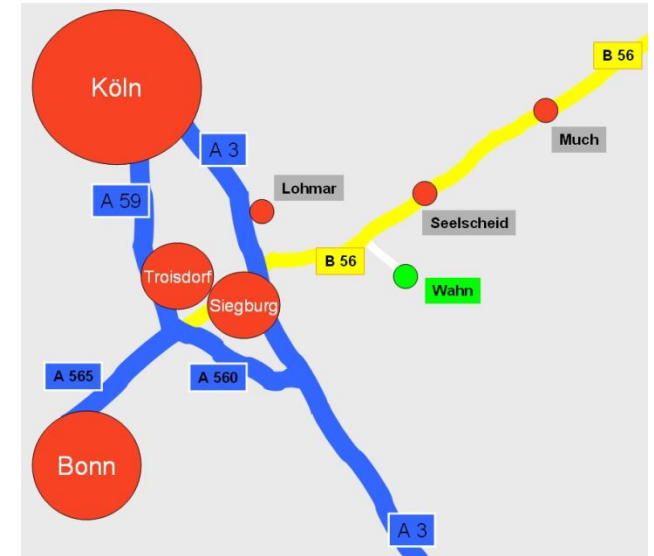 B 56
Köln
Much
A 3
Lohmar
A 59
Seelscheid
B 56
Troisdorf
Wahn
Siegburg
A 565
A 560
Bonn
A 3